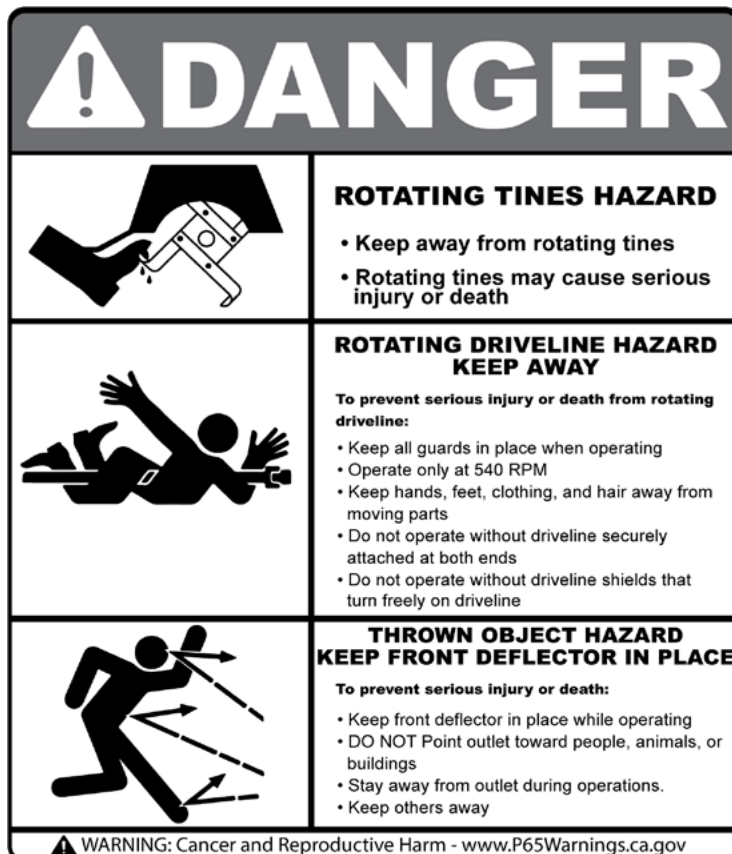 DANGER
ROTATING TINES HAZARD
• Keep away from rotating tines
• Rotating tines may cause serious
injury or death
ROTATING DRIVELINE HAZARD
KEEP AWAY
To prevent serious injury or death from rotating
driveline:
• Keep all guards in place when operating
• Operate only at 540 RPM
• Keep hands, feet, clothing, and hair away from
moving parts
• Do not operate without driveline securely
attached at both ends
• Do not operate without driveline shields that
turn freely on driveline
THROWN OBJECT HAZARD
KEEP FRONT DEFLECTOR IN PLACE
To prevent serious injury or death:
• Keep front deflector in place while operating
• DO NOT Point outlet toward people, animals, or
buildings
• Stay away from outlet during operations.
• Keep others away
WARNING: Cancer and Reproductive Harm - www.P65Warnings.ca.gov